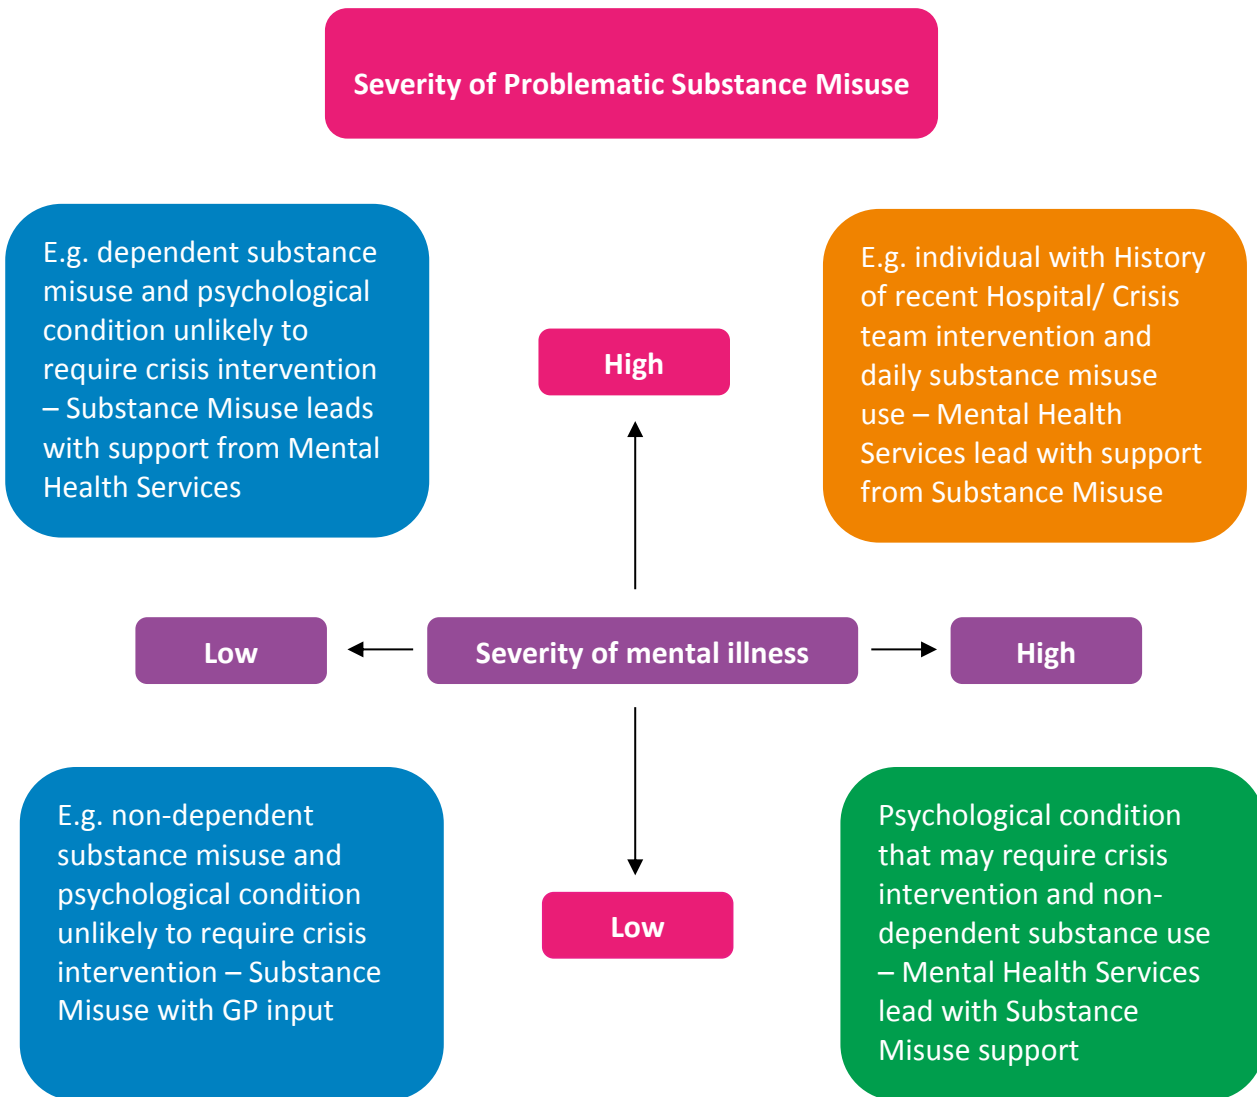 Severity of Problematic Substance Misuse
E.g. dependent substance
misuse and psychological
condition unlikely to
require crisis intervention
– Substance Misuse leads
with support from Mental
Health Services
E.g. individual with History
of recent Hospital/ Crisis
team intervention and
daily substance misuse
use – Mental Health
Services lead with support
from Substance Misuse
High
Low
Severity of mental illness
High
E.g. non-dependent
substance misuse and
psychological condition
unlikely to require crisis
intervention – Substance
Misuse with GP input
Low
Psychological condition
that may require crisis
intervention and non-
dependent substance use
– Mental Health Services
lead with Substance
Misuse support